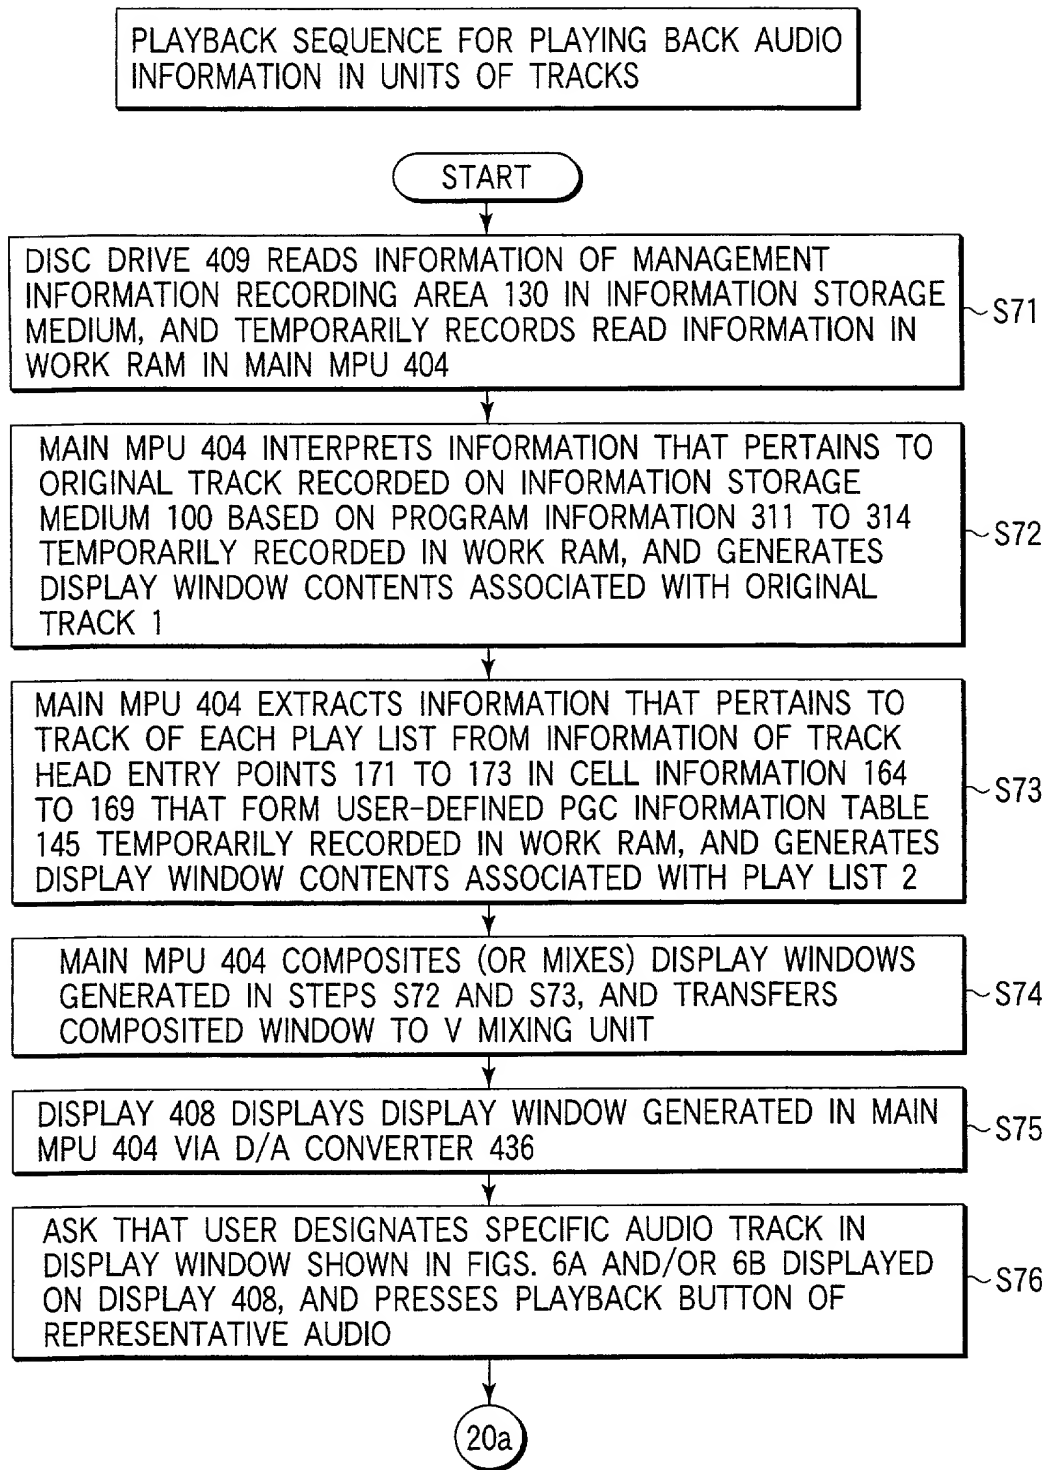 PLAYBACK SEQUENCE FOR PLAYING BACK AUDIO
INFORMATION IN UNITS OF TRACKS
START
DISC DRIVE 409 READS INFORMATION OF MANAGEMENT
INFORMATION RECORDING AREA 130 IN INFORMATION STORAGE
MEDIUM, AND TEMPORARILY RECORDS READ INFORMATION IN
WORK RAM IN MAIN MPU 404
S71
MAIN MPU 404 INTERPRETS INFORMATION THAT PERTAINS TO
ORIGINAL TRACK RECORDED ON INFORMATION STORAGE
MEDIUM 100 BASED ON PROGRAM INFORMATION 311 TO 314
TEMPORARILY RECORDED IN WORK RAM, AND GENERATES
DISPLAY WINDOW CONTENTS ASSOCIATED WITH ORIGINAL
TRACK 1
S72
MAIN MPU 404 EXTRACTS INFORMATION THAT PERTAINS TO
TRACK OF EACH PLAY LIST FROM INFORMATION OF TRACK
HEAD ENTRY POINTS 171 TO 173 IN CELL INFORMATION 164
TO 169 THAT FORM USER-DEFINED PGC INFORMATION TABLE
145 TEMPORARILY RECORDED IN WORK RAM, AND GENERATES
DISPLAY WINDOW CONTENTS ASSOCIATED WITH PLAY LIST 2
S73
MAIN MPU 404 COMPOSITES (OR MIXES) DISPLAY WINDOWS
GENERATED IN STEPS S72 AND S73, AND TRANSFERS
COMPOSITED WINDOW TO V MIXING UNIT
S74
DISPLAY 408 DISPLAYS DISPLAY WINDOW GENERATED IN MAIN
MPU 404 VIA D/A CONVERTER 436
S75
ASK THAT USER DESIGNATES SPECIFIC AUDIO TRACK IN
DISPLAY WINDOW SHOWN IN FIGS. 6A AND/OR 6B DISPLAYED
ON DISPLAY 408, AND PRESSES PLAYBACK BUTTON OF
REPRESENTATIVE AUDIO
S76
20a